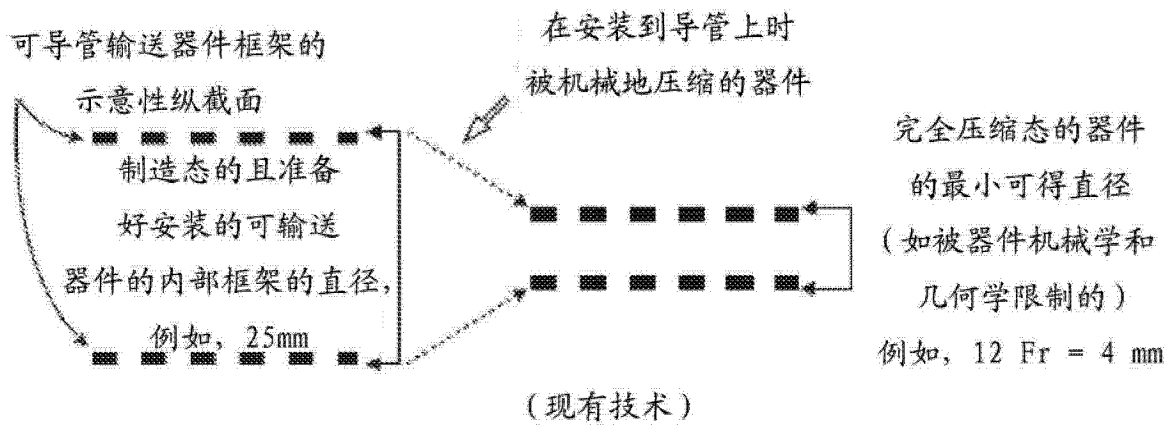 可导管输送器件框架的
示意性纵截面
制造态的且准备
好安装的可输送
器件的内部框架的直径，
例如，25mm
在安装到导管上时
被机械地压缩的器件
完全压缩态的器件
的最小可得直径
（如被器件机械学和
几何学限制的）
例如，12 Fr = 4 mm
（现有技术）